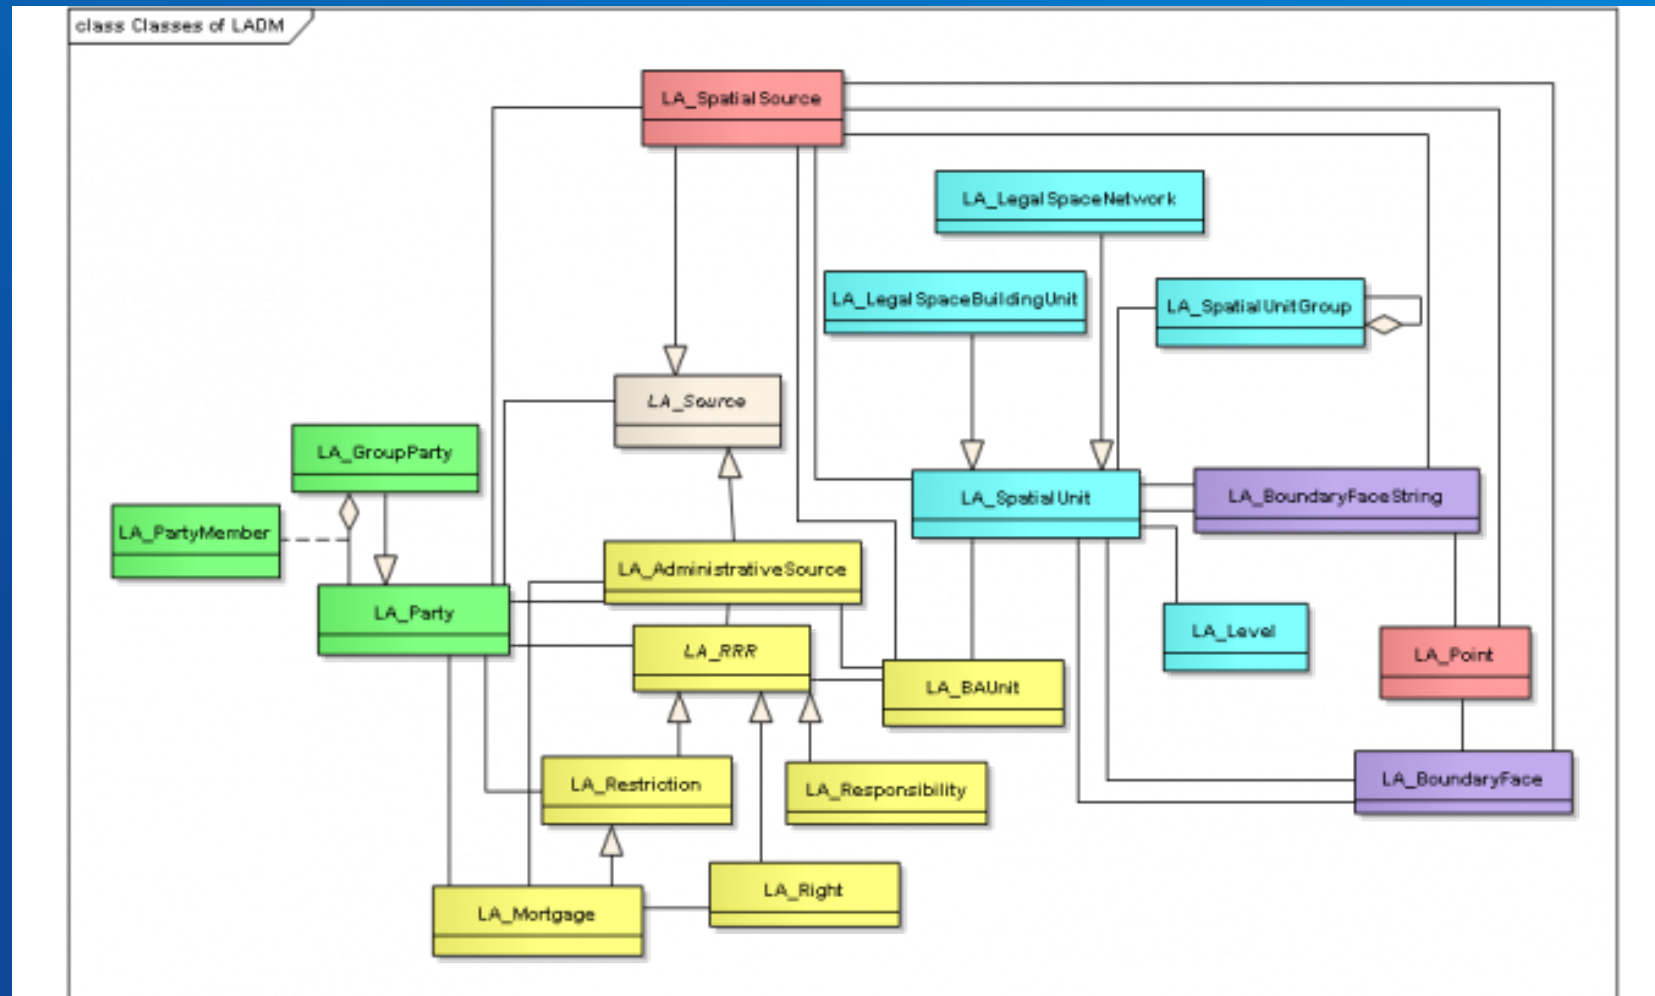 class Classes of LADM
LA_SpatialSource
LA_LegalSpaceNetwork
LA_LegalSpaceBuildingUnit
LA_SpatialUnitGroup
LA_Source
LA_GroupParty
LA_PartyMember
LA_SpatialUnit
LA_BoundaryFaceString
LA_AdministrativeSource
LA_Party
LA_RRR
LA_Level
LA_Point
LA_BAUnit
LA_Restriction
LA_Responsibility
LA_BoundaryFace
LA_Right
LA_Mortgage